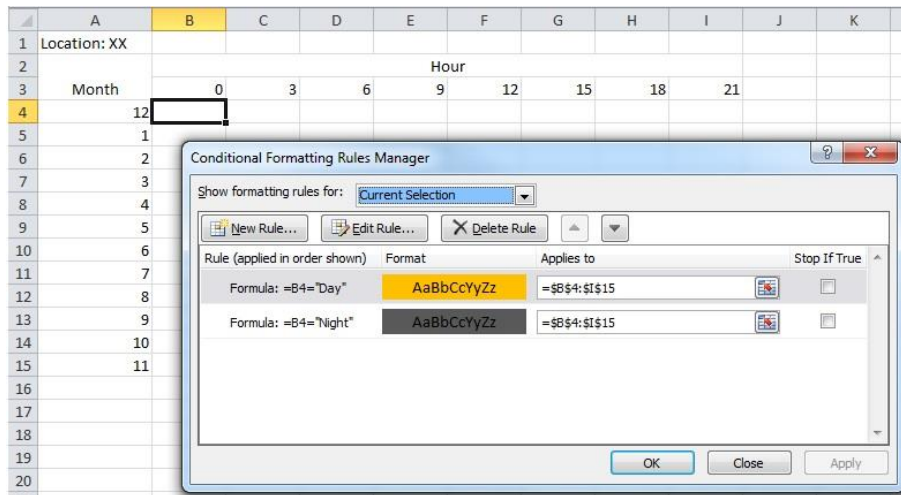 A B C D E F G H I J K
1 Location: XX
2 Hour
3 Month 0 3 6 9 12 15 18 21
4 12
5 1
6 2
7 3
8 4
9 5
10 6
11 7
12 8
13 9
14 10
15 11
16
17
18
19
20
Conditional Formatting Rules Manager
Show formatting rules for: Current Selection
New Rule... Edit Rule... Delete Rule
Rule (applied in order shown) Format Applies to Stop If True
Formula: =B4="Day" AaBbCcYyZz =$B$4:$I$15
Formula: =B4="Night" AaBbCcYyZz =$B$4:$I$15
OK Close Apply